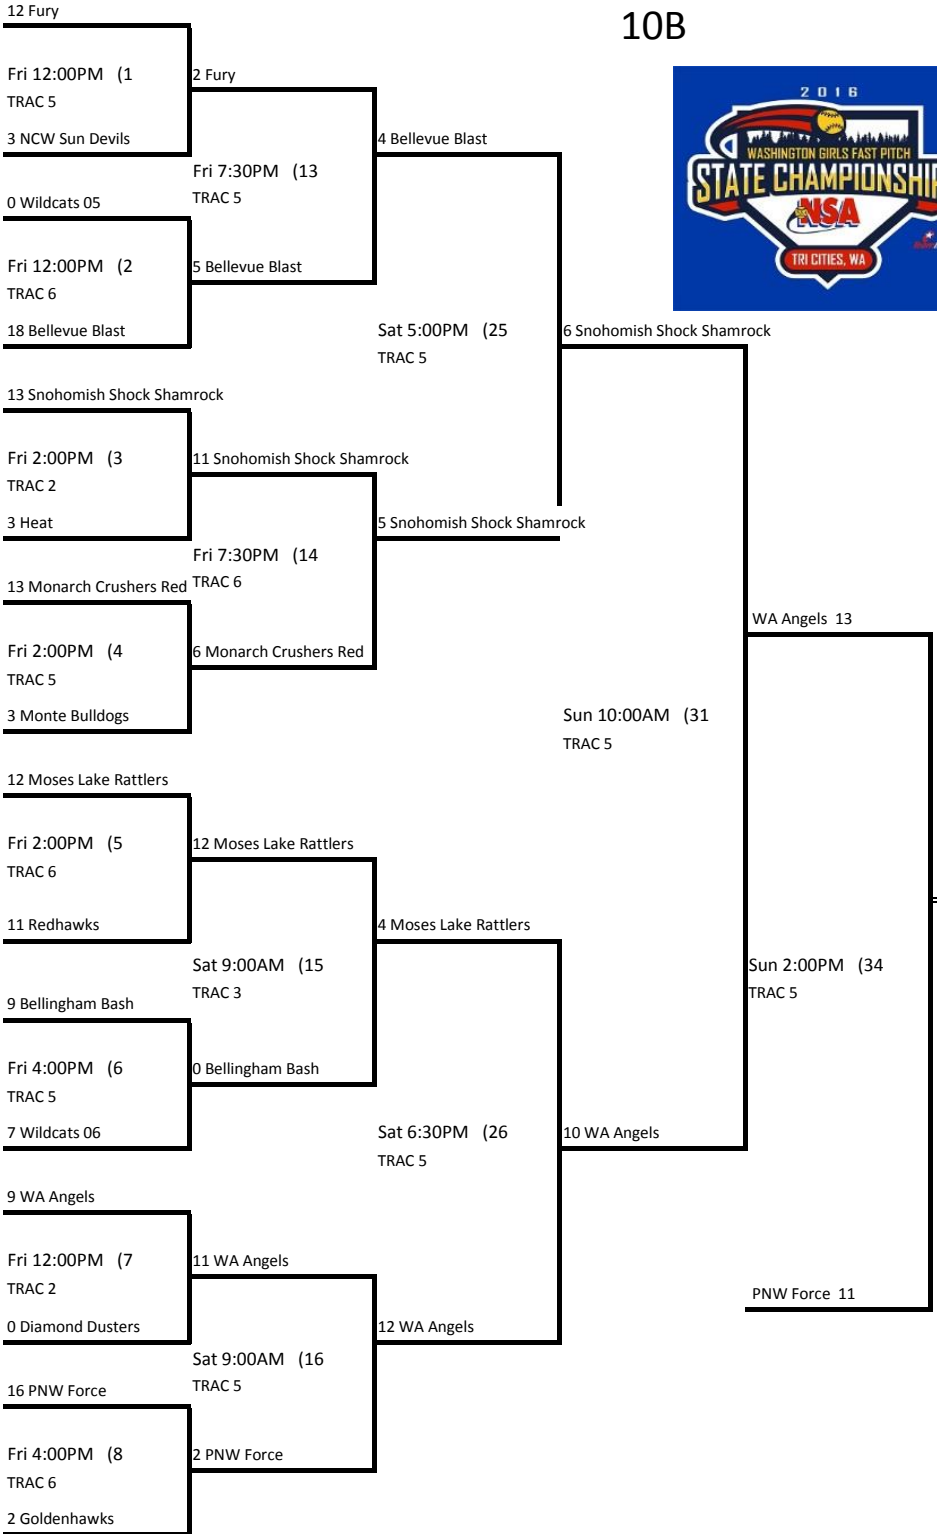 12 Fury
10B
Fri 12:00PM (1
TRAC 5
2 Fury
3 NCW Sun Devils
4 Bellevue Blast
2016
WASHINGTON GIRLS FAST PITCH
STATE CHAMPIONSHIP
NSA
TRI CITIES, WA
Fri 7:30PM (13
TRAC 5
0 Wildcats 05
Fri 12:00PM (2
TRAC 6
5 Bellevue Blast
18 Bellevue Blast
Sat 5:00PM (25
TRAC 5
6 Snohomish Shock Shamrock
13 Snohomish Shock Shamrock
Fri 2:00PM (3
TRAC 2
11 Snohomish Shock Shamrock
3 Heat
5 Snohomish Shock Shamrock
Fri 7:30PM (14
TRAC 6
13 Monarch Crushers Red
Fri 2:00PM (4
TRAC 5
6 Monarch Crushers Red
3 Monte Bulldogs
WA Angels 13
Sun 10:00AM (31
TRAC 5
12 Moses Lake Rattlers
Fri 2:00PM (5
TRAC 6
12 Moses Lake Rattlers
11 Redhawks
4 Moses Lake Rattlers
Sat 9:00AM (15
TRAC 3
Sun 2:00PM (34
TRAC 5
9 Bellingham Bash
Fri 4:00PM (6
TRAC 5
0 Bellingham Bash
7 Wildcats 06
Sat 6:30PM (26
TRAC 5
10 WA Angels
9 WA Angels
Fri 12:00PM (7
TRAC 2
11 WA Angels
0 Diamond Dusters
12 WA Angels
PNW Force 11
Sat 9:00AM (16
TRAC 5
16 PNW Force
Fri 4:00PM (8
TRAC 6
2 PNW Force
2 Goldenhawks